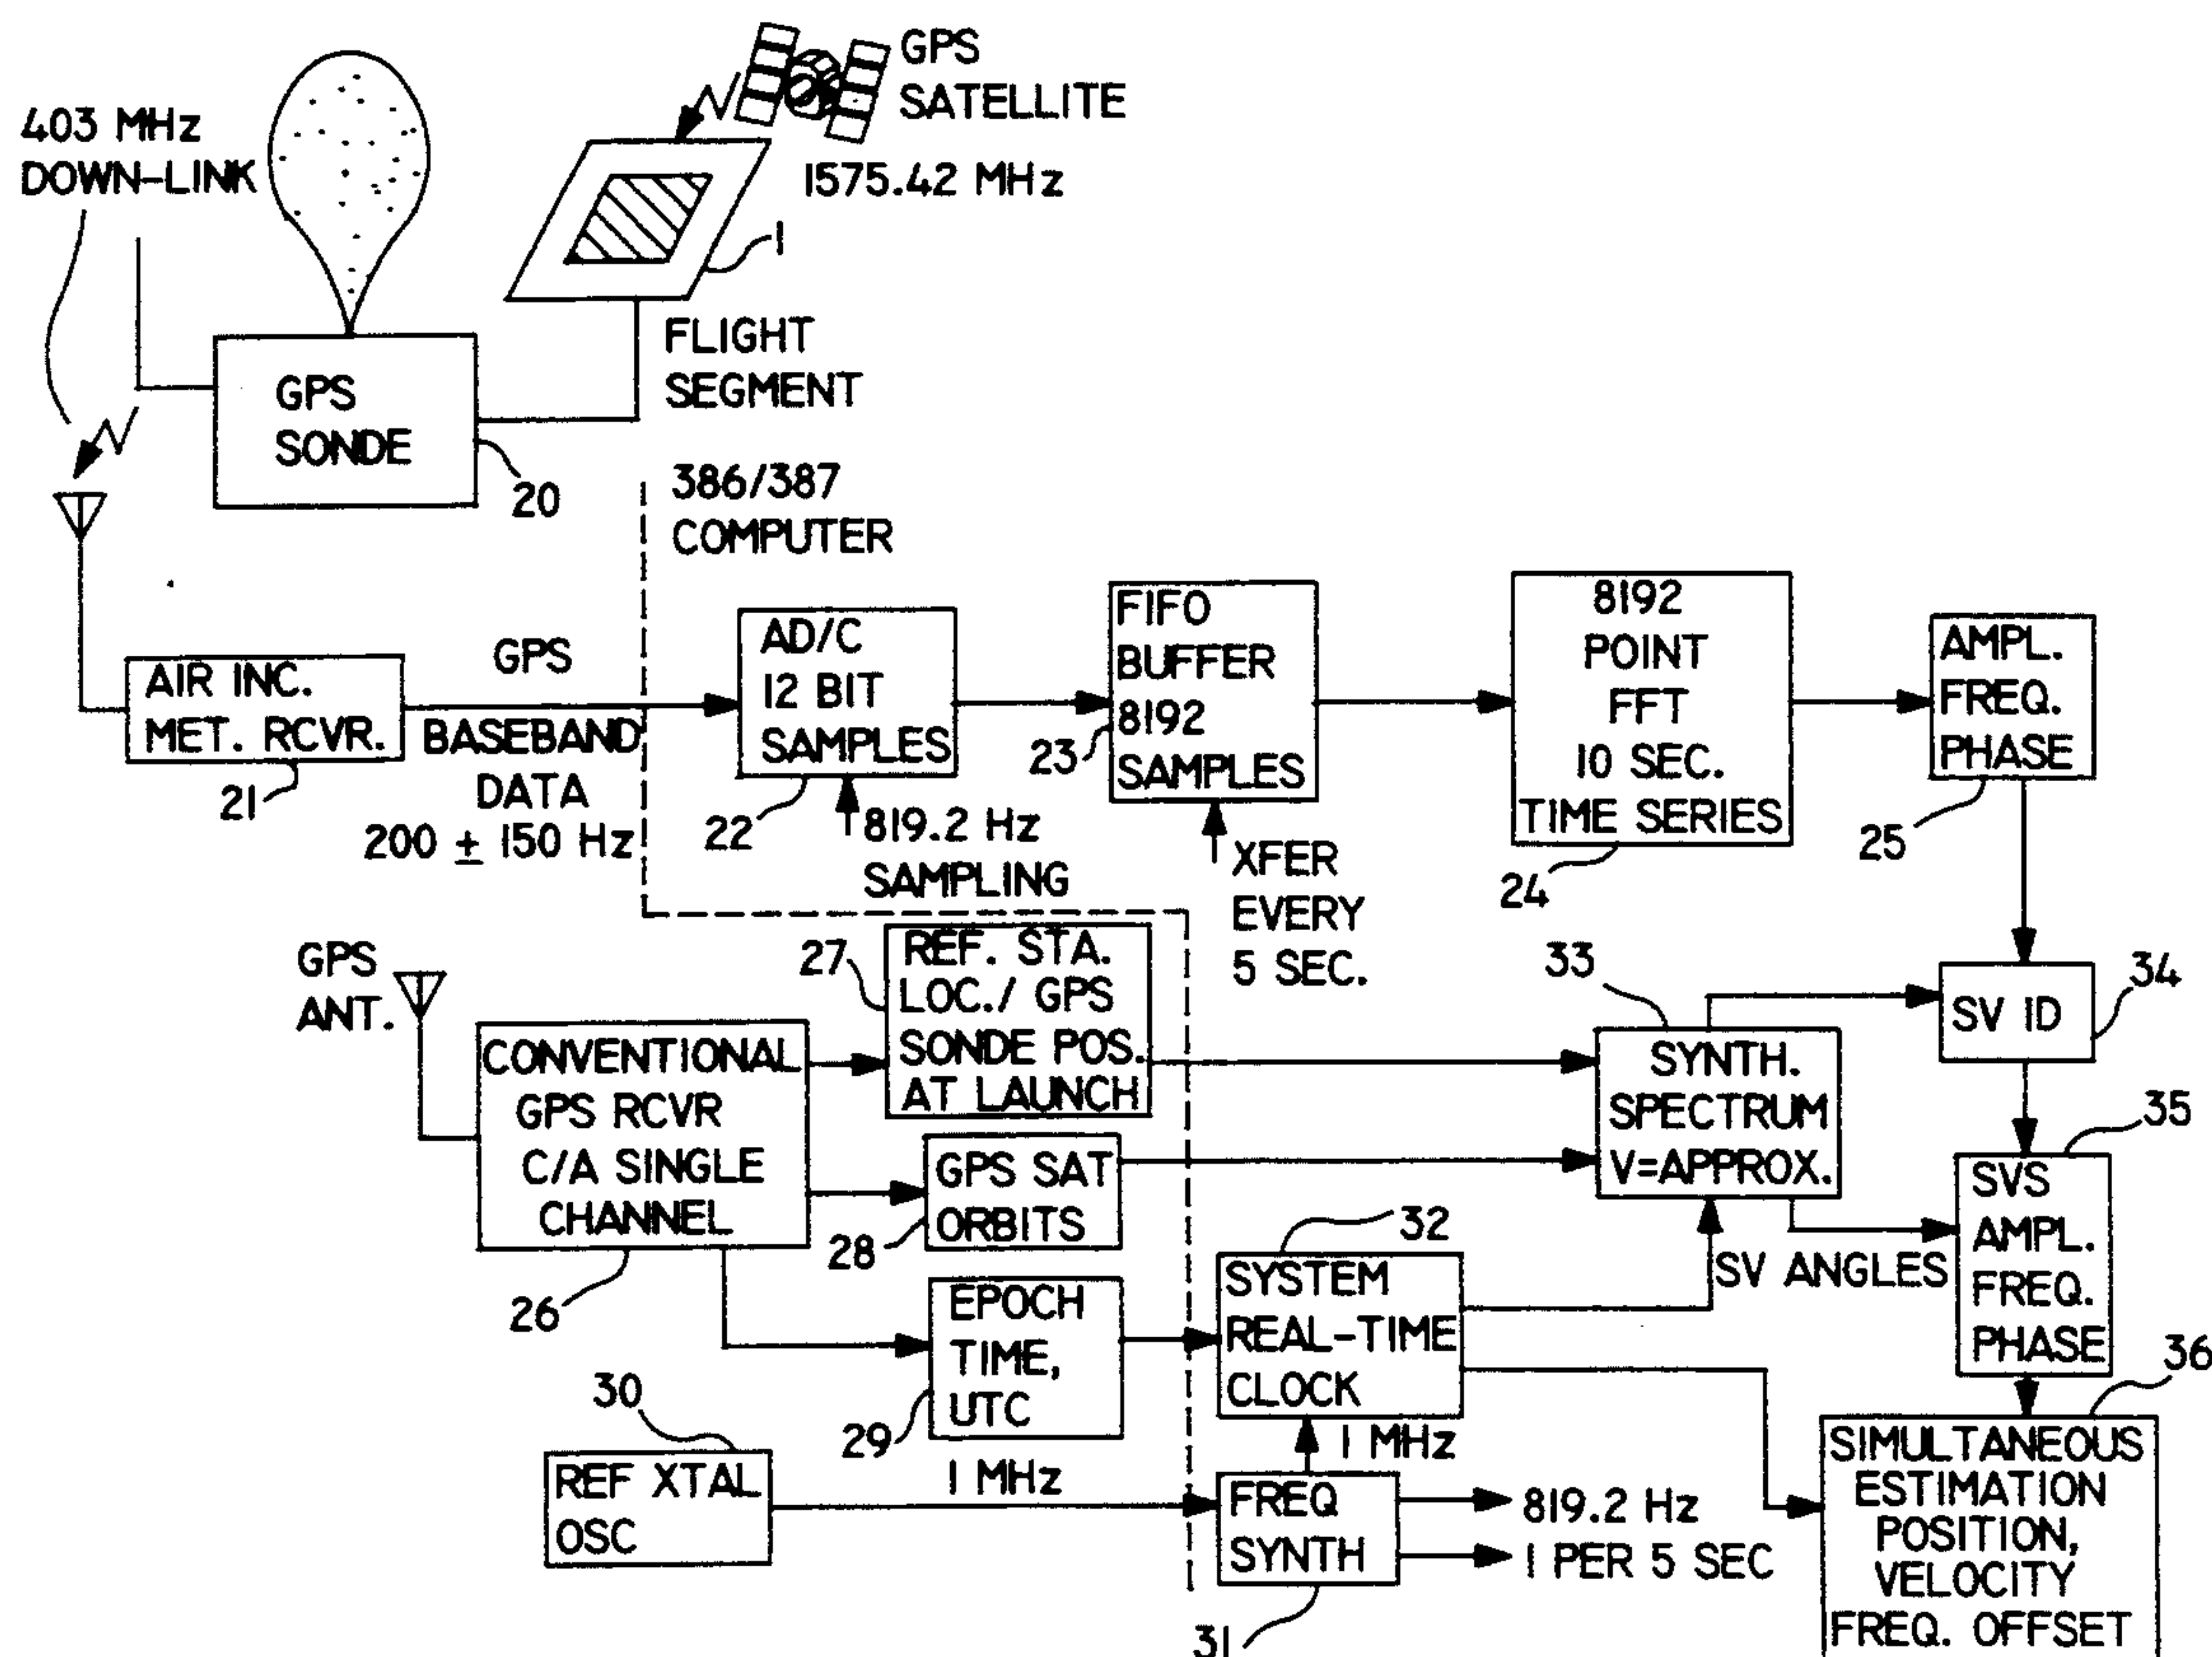 403 MHz
DOWN-LINK
GPS
SATELLITE
1575.42 MHz
1
FLIGHT
SEGMENT
GPS
SONDE
20
386/387
COMPUTER
AIR INC.
MET. RCVR.
21
GPS
BASEBAND
DATA
200 ± 150 Hz
AD/C
12 BIT
SAMPLES
22
819.2 Hz
SAMPLING
FIFO
BUFFER
8192
SAMPLES
23
XFER
EVERY
5 SEC.
8192
POINT
FFT
10 SEC.
TIME SERIES
24
AMPL.
FREQ.
PHASE
25
GPS
ANT.
CONVENTIONAL
GPS RCVR
C/A SINGLE
CHANNEL
26
27
REF. STA.
LOC./ GPS
SONDE POS.
AT LAUNCH
GPS SAT
ORBITS
28
EPOCH
TIME,
UTC
29
30
REF XTAL
OSC
1 MHz
32
SYSTEM
REAL-TIME
CLOCK
1 MHz
FREQ
SYNTH
31
819.2 Hz
1 PER 5 SEC
33
SYNTH.
SPECTRUM
V=APPROX.
SV ANGLES
SV ID
34
35
SVS
AMPL.
FREQ.
PHASE
36
SIMULTANEOUS
ESTIMATION
POSITION,
VELOCITY
FREQ. OFFSET